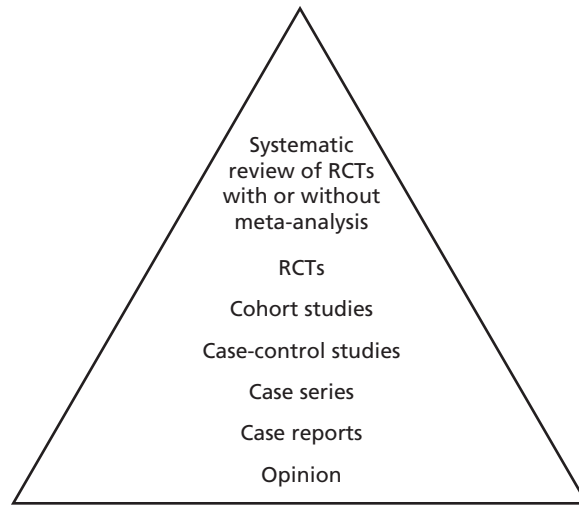 Systematic
review of RCTs
with or without
meta-analysis
RCTs
Cohort studies
Case-control studies
Case series
Case reports
Opinion